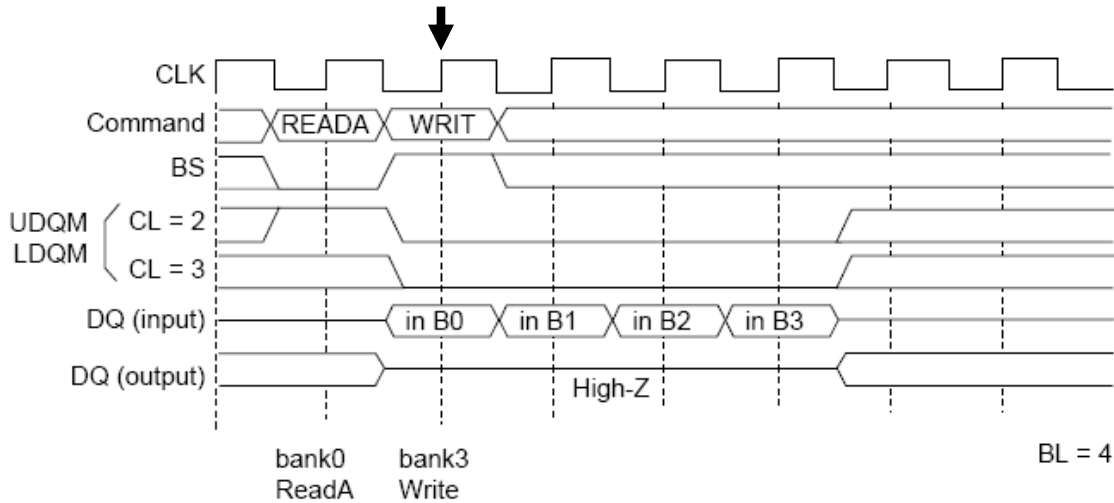 CLK
Command READA WRIT
BS
UDQM CL = 2
LDQM CL = 3
DQ (input) in B0 in B1 in B2 in B3
DQ (output)
High-Z
bank0 bank3 BL = 4
ReadA Write